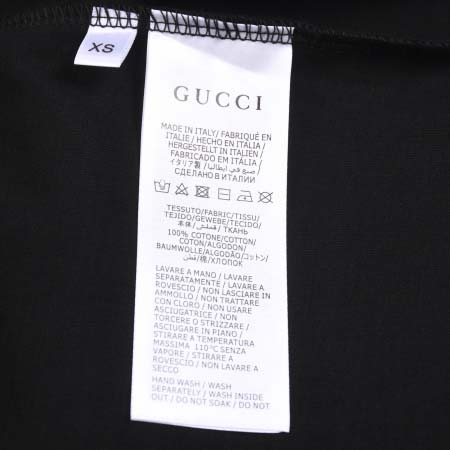 XS
GUCCI
MADE IN ITALY/ FABRIQUÉ EN
ITALIE / HECHO EN ITALIA /
HERGESTELLT IN ITALIEN /
FABRICADO EM ITÁLIA /
イタリア製 / صنع في إيطاليا /
СДЕЛАНО В ИТАЛИИ
TESSUTO/FABRIC/TISSU/
TEJIDO/GEWEBE/TECIDO/
本体/ قماش / ТКАНЬ
100% COTONE/COTTON/
COTON/ALGODON/
BAUMWOLLE/ALGODÃO/コットン/
قطن/棉/ХЛОПОК
LAVARE A MANO / LAVARE
SEPARATAMENTE / LAVARE A
ROVESCIO / NON LASCIARE IN
AMMOLLO / NON TRATTARE
CON CLORO / NON USARE
ASCIUGATRICE / NON
TORCERE O STRIZZARE /
ASCIUGARE IN PIANO /
STIRARE A TEMPERATURA
MASSIMA 110°C SENZA
VAPORE / STIRARE A
ROVESCIO / NON LAVARE A
SECCO
HAND WASH / WASH
SEPARATELY / WASH INSIDE
OUT / DO NOT SOAK / DO NOT